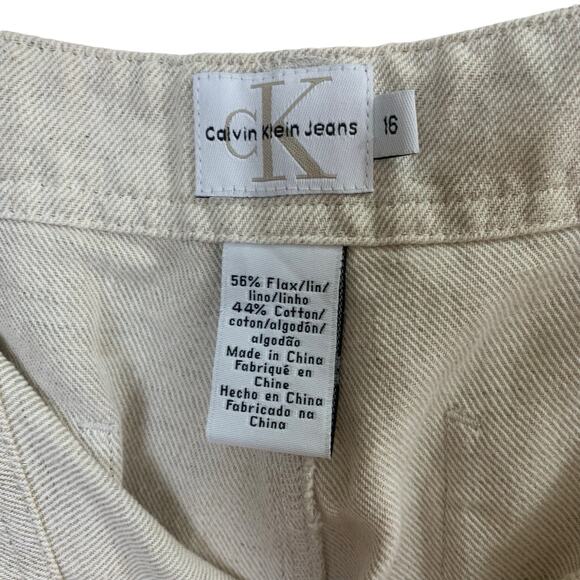 CK
Calvin Klein Jeans
16
56% Flax/lin/
lino/linho
44% Cotton/
coton/algodón/
algodão
Made in China
Fabriqué en
Chine
Hecho en China
Fabricado na
China